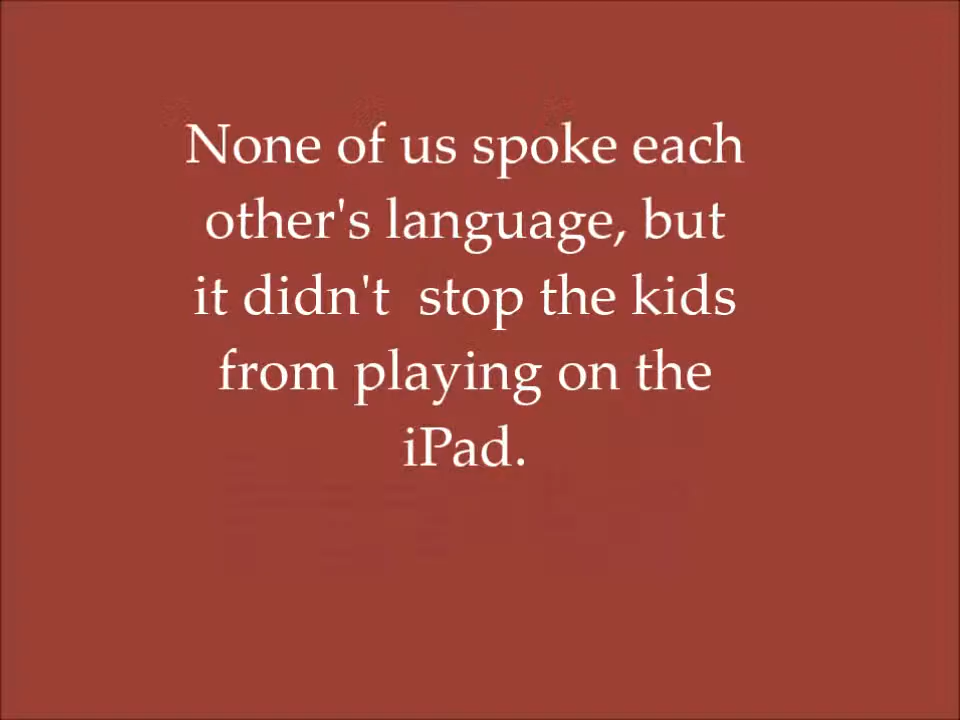 None of us spoke each
other's language, but
it didn't  stop the kids
from playing on the
iPad.